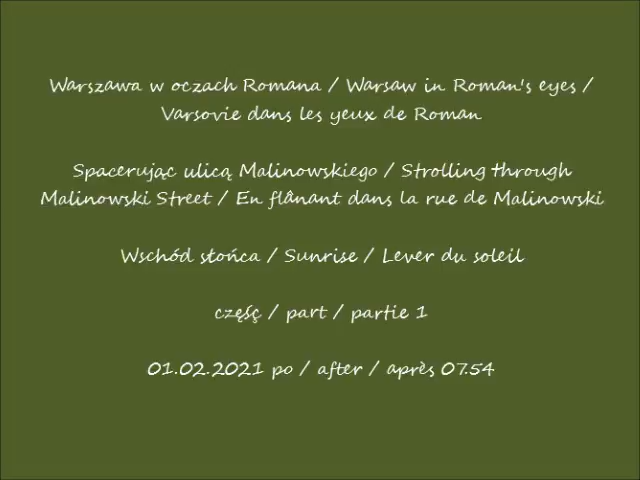 Warszawa w oczach Romana / Warsaw in Roman's eyes /
Varsovie dans les yeux de Roman
Spacerując ulicą Malinowskiego / Strolling through
Malinowski Street / En flânant dans la rue de Malinowski
Wschód słońca / Sunrise / Lever du soleil
częśç / part / partie 1
01.02.2021 po / after / après 07.54